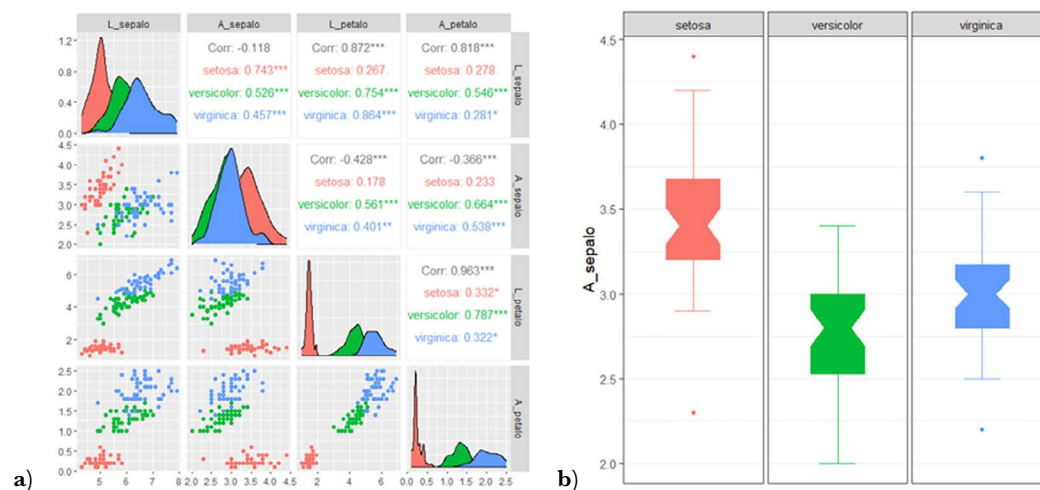 L_sepalo A_sepalo L_petalo A_petalo
1.2
0.8
0.4
0.0
Corr: -0.118
setosa: 0.743***
versicolor: 0.526***
virginica: 0.457***
Corr: 0.872***
setosa: 0.267.
versicolor: 0.754***
virginica: 0.864***
Corr: 0.818***
setosa: 0.278.
versicolor: 0.546***
virginica: 0.281*
L_sepalo
4.5
4.0
3.5
3.0
2.5
2.0
Corr: -0.428***
setosa: 0.178
versicolor: 0.561***
virginica: 0.401**
Corr: -0.366***
setosa: 0.233
versicolor: 0.664***
virginica: 0.538***
A_sepalo
6
4
2
Corr: 0.963***
setosa: 0.332*
versicolor: 0.787***
virginica: 0.322*
L_petalo
2.5
2.0
1.5
1.0
0.5
0.0
A_petalo
5 6 7 8 2.0 2.5 3.0 3.5 4.0 4.5 2 4 6 0.0 0.5 1.0 1.5 2.0 2.5
a)
setosa versicolor virginica
4.5
4.0
3.5
3.0
2.5
2.0
A_sepalo
b)